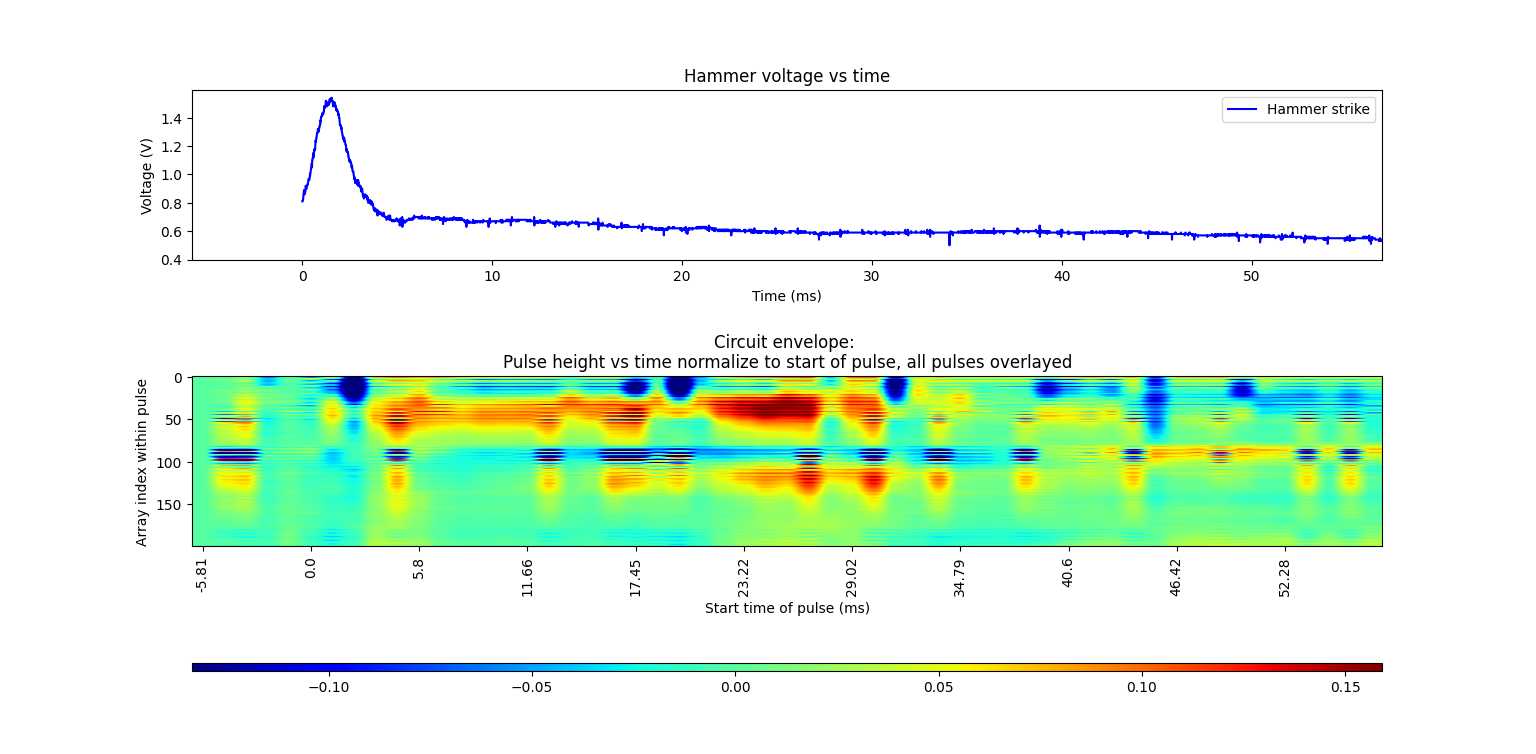 Hammer voltage vs time
Hammer strike
Voltage (V)
1.4
1.2
1.0
0.8
0.6
0.4
0 10 20 30 40 50
Time (ms)
Circuit envelope:
Pulse height vs time normalize to start of pulse, all pulses overlayed
Array index within pulse
0
50
100
150
-5.81 0.0 5.8 11.66 17.45 23.22 29.02 34.79 40.6 46.42 52.28
Start time of pulse (ms)
−0.10 −0.05 0.00 0.05 0.10 0.15